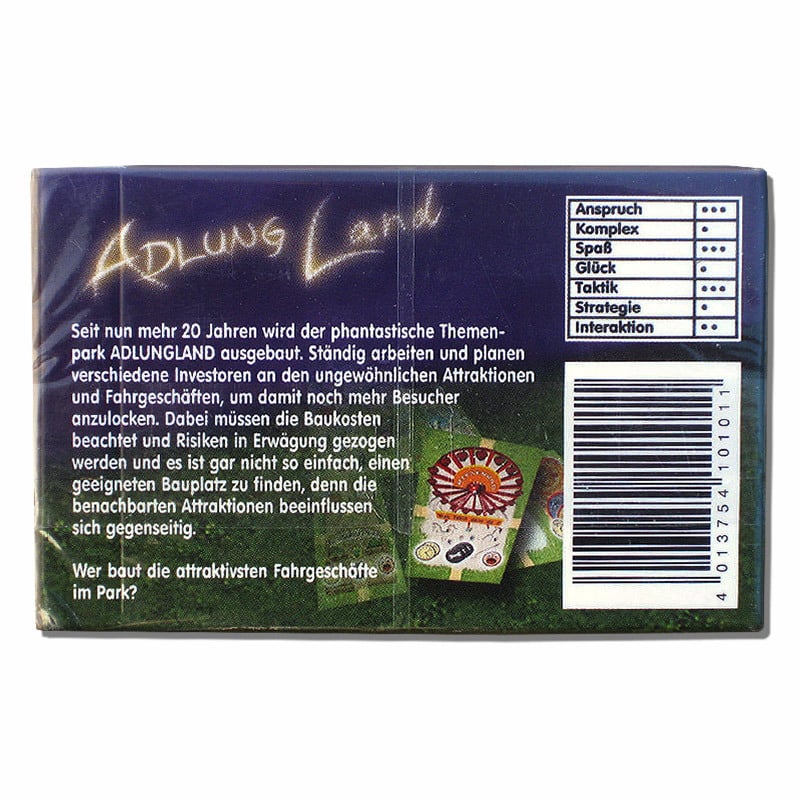 ADLUNG Land
Seit nun mehr 20 Jahren wird der phantastische Themen-
park ADLUNGLAND ausgebaut. Ständig arbeiten und planen
verschiedene Investoren an den ungewöhnlichen Attraktionen
und Fahrgeschäften, um damit noch mehr Besucher
anzulocken. Dabei müssen die Baukosten
beachtet und Risiken in Erwägung gezogen
werden und es ist gar nicht so einfach, einen
geeigneten Bauplatz zu finden, denn die
benachbarten Attraktionen beeinflussen
sich gegenseitig.
Wer baut die attraktivsten Fahrgeschäfte
im Park?
Anspruch •••
Komplex •
Spaß •••
Glück •
Taktik •••
Strategie •
Interaktion ••
4 013754 101011